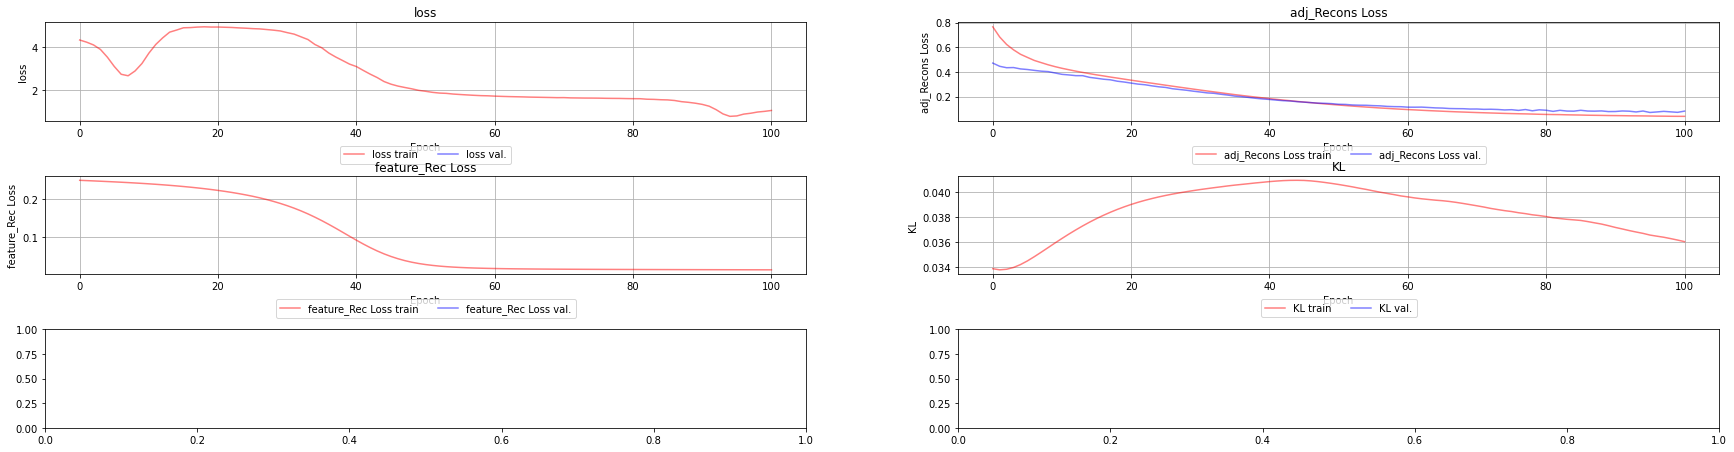 loss
loss
4
2
0
20
40
60
80
100
Epoch
loss train
loss val.
adj_Recons Loss
adj_Recons Loss
0.8
0.6
0.4
0.2
0
20
40
60
80
100
Epoch
adj_Recons Loss train
adj_Recons Loss val.
feature_Rec Loss
feature_Rec Loss
0.2
0.1
0
20
40
60
80
100
Epoch
feature_Rec Loss train
feature_Rec Loss val.
KL
KL
0.040
0.038
0.036
0.034
0
20
40
60
80
100
Epoch
KL train
KL val.
1.00
0.75
0.50
0.25
0.00
0.0
0.2
0.4
0.6
0.8
1.0
1.00
0.75
0.50
0.25
0.00
0.0
0.2
0.4
0.6
0.8
1.0